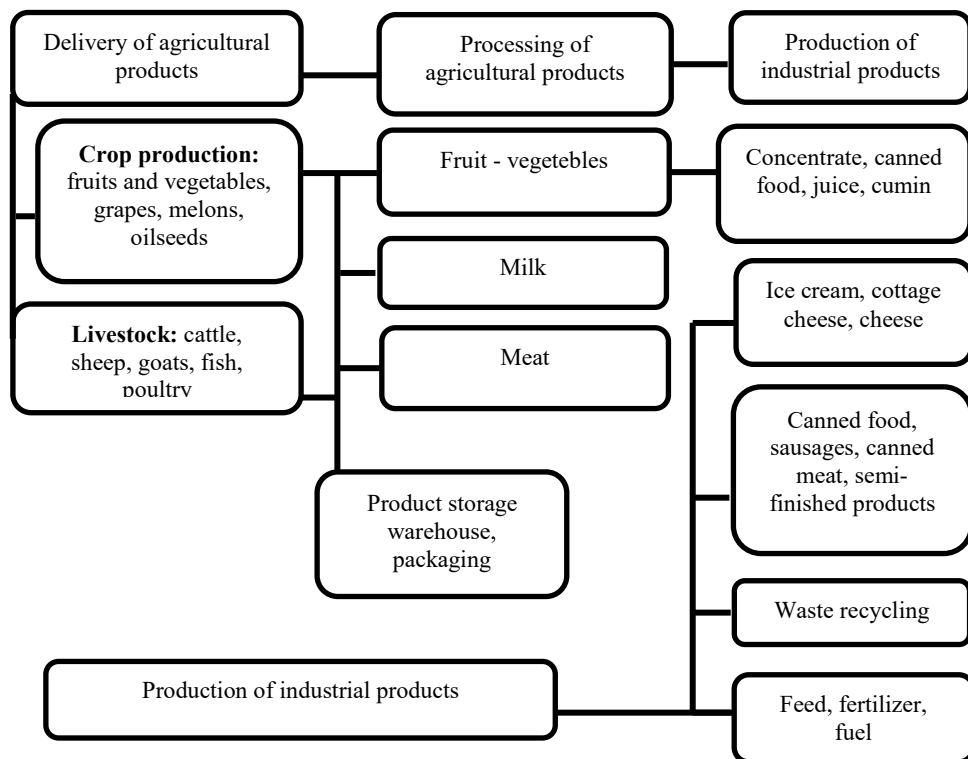 Delivery of agricultural
products
Processing of
agricultural products
Production of
industrial products
Crop production:
fruits and vegetables,
grapes, melons,
oilseeds
Fruit - vegetebles
Concentrate, canned
food, juice, cumin
Milk
Ice cream, cottage
cheese, cheese
Livestock: cattle,
sheep, goats, fish,
poultry
Meat
Canned food,
sausages, canned
meat, semi-
finished products
Product storage
warehouse,
packaging
Waste recycling
Production of industrial products
Feed, fertilizer,
fuel